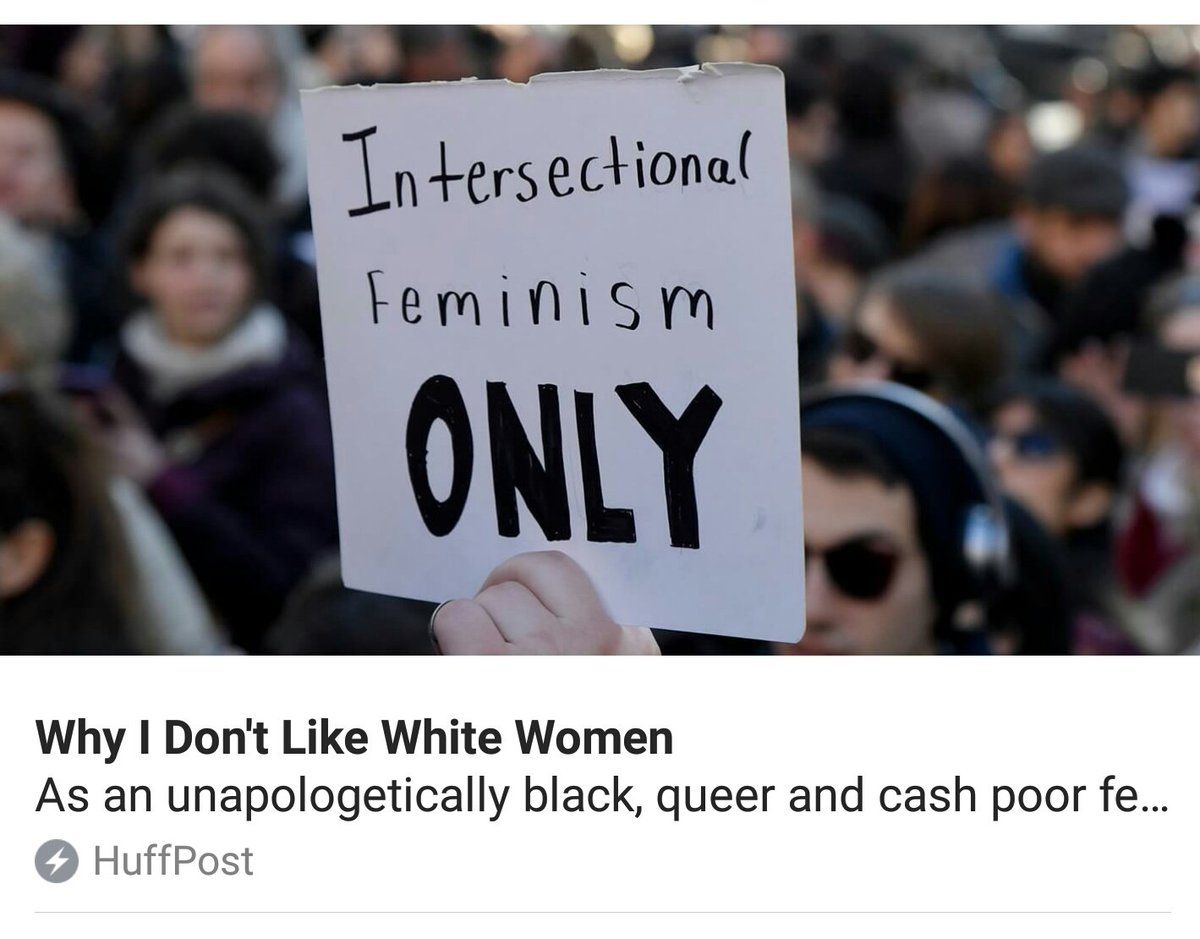 Intersectional
Feminism
ONLY
Why I Don't Like White Women
As an unapologetically black, queer and cash poor fe...
HuffPost